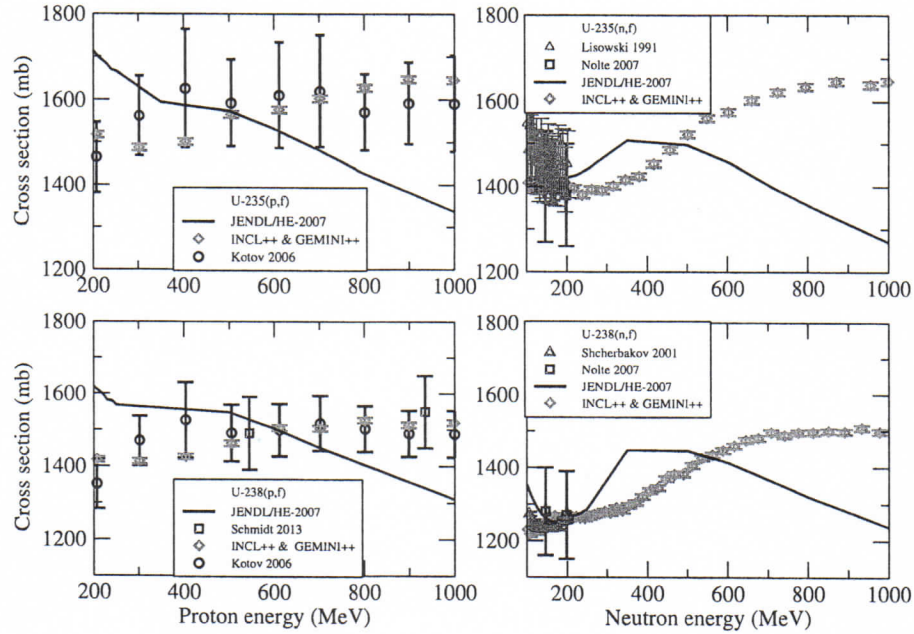 1800
1600
1400
1200
200
400
600
800
1000
Cross section (mb)
U-235(p,f)
JENDL/HE-2007
INCL++ & GEMINI++
Kotov 2006
1800
1600
1400
1200
200
400
600
800
1000
U-235(n,f)
Lisowski 1991
Nolte 2007
JENDL/HE-2007
INCL++ & GEMINI++
1800
1600
1400
1200
200
400
600
800
1000
Cross section (mb)
Proton energy (MeV)
U-238(p,f)
JENDL/HE-2007
Schmidt 2013
INCL++ & GEMINI++
Kotov 2006
1800
1600
1400
1200
200
400
600
800
1000
Neutron energy (MeV)
U-238(n,f)
Shcherbakov 2001
Nolte 2007
JENDL/HE-2007
INCL++ & GEMINI++